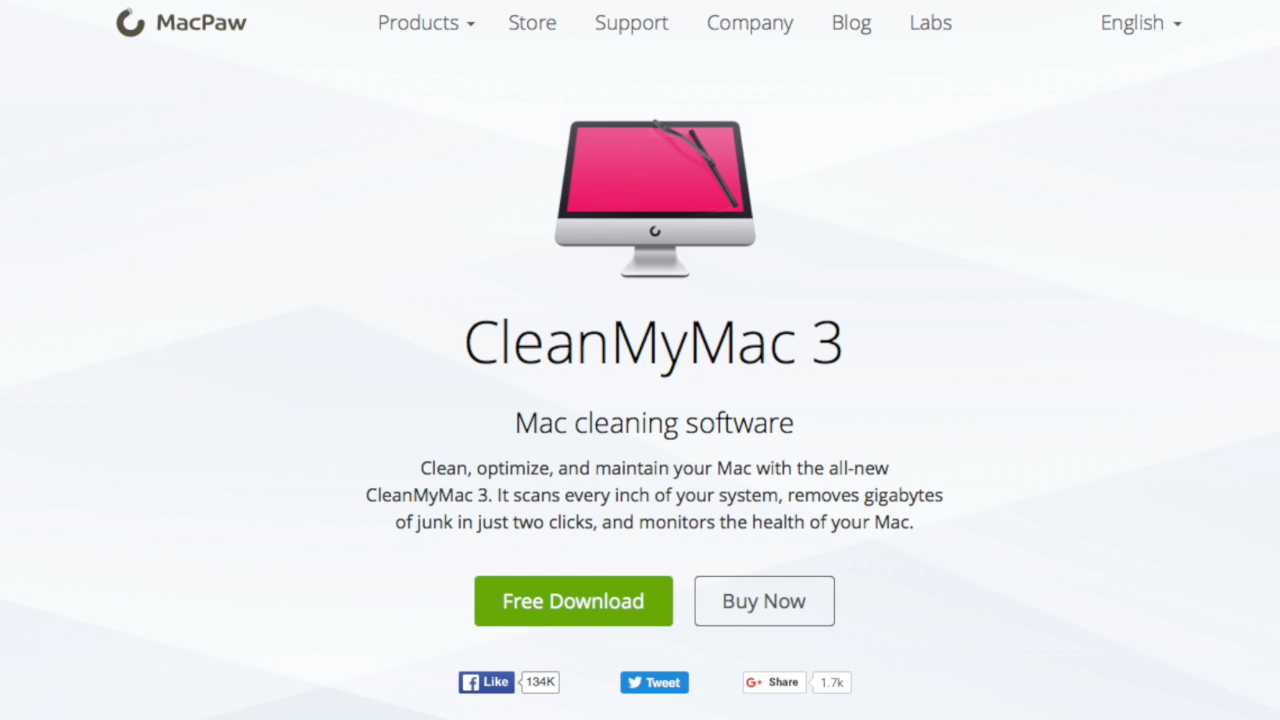 MacPaw
Products
Store
Support
Company
Blog
Labs
English
CleanMyMac 3
Mac cleaning software
Clean, optimize, and maintain your Mac with the all-new
CleanMyMac 3. It scans every inch of your system, removes gigabytes
of junk in just two clicks, and monitors the health of your Mac.
Free Download
Buy Now
Like
134K
Tweet
G+ Share
1.7k